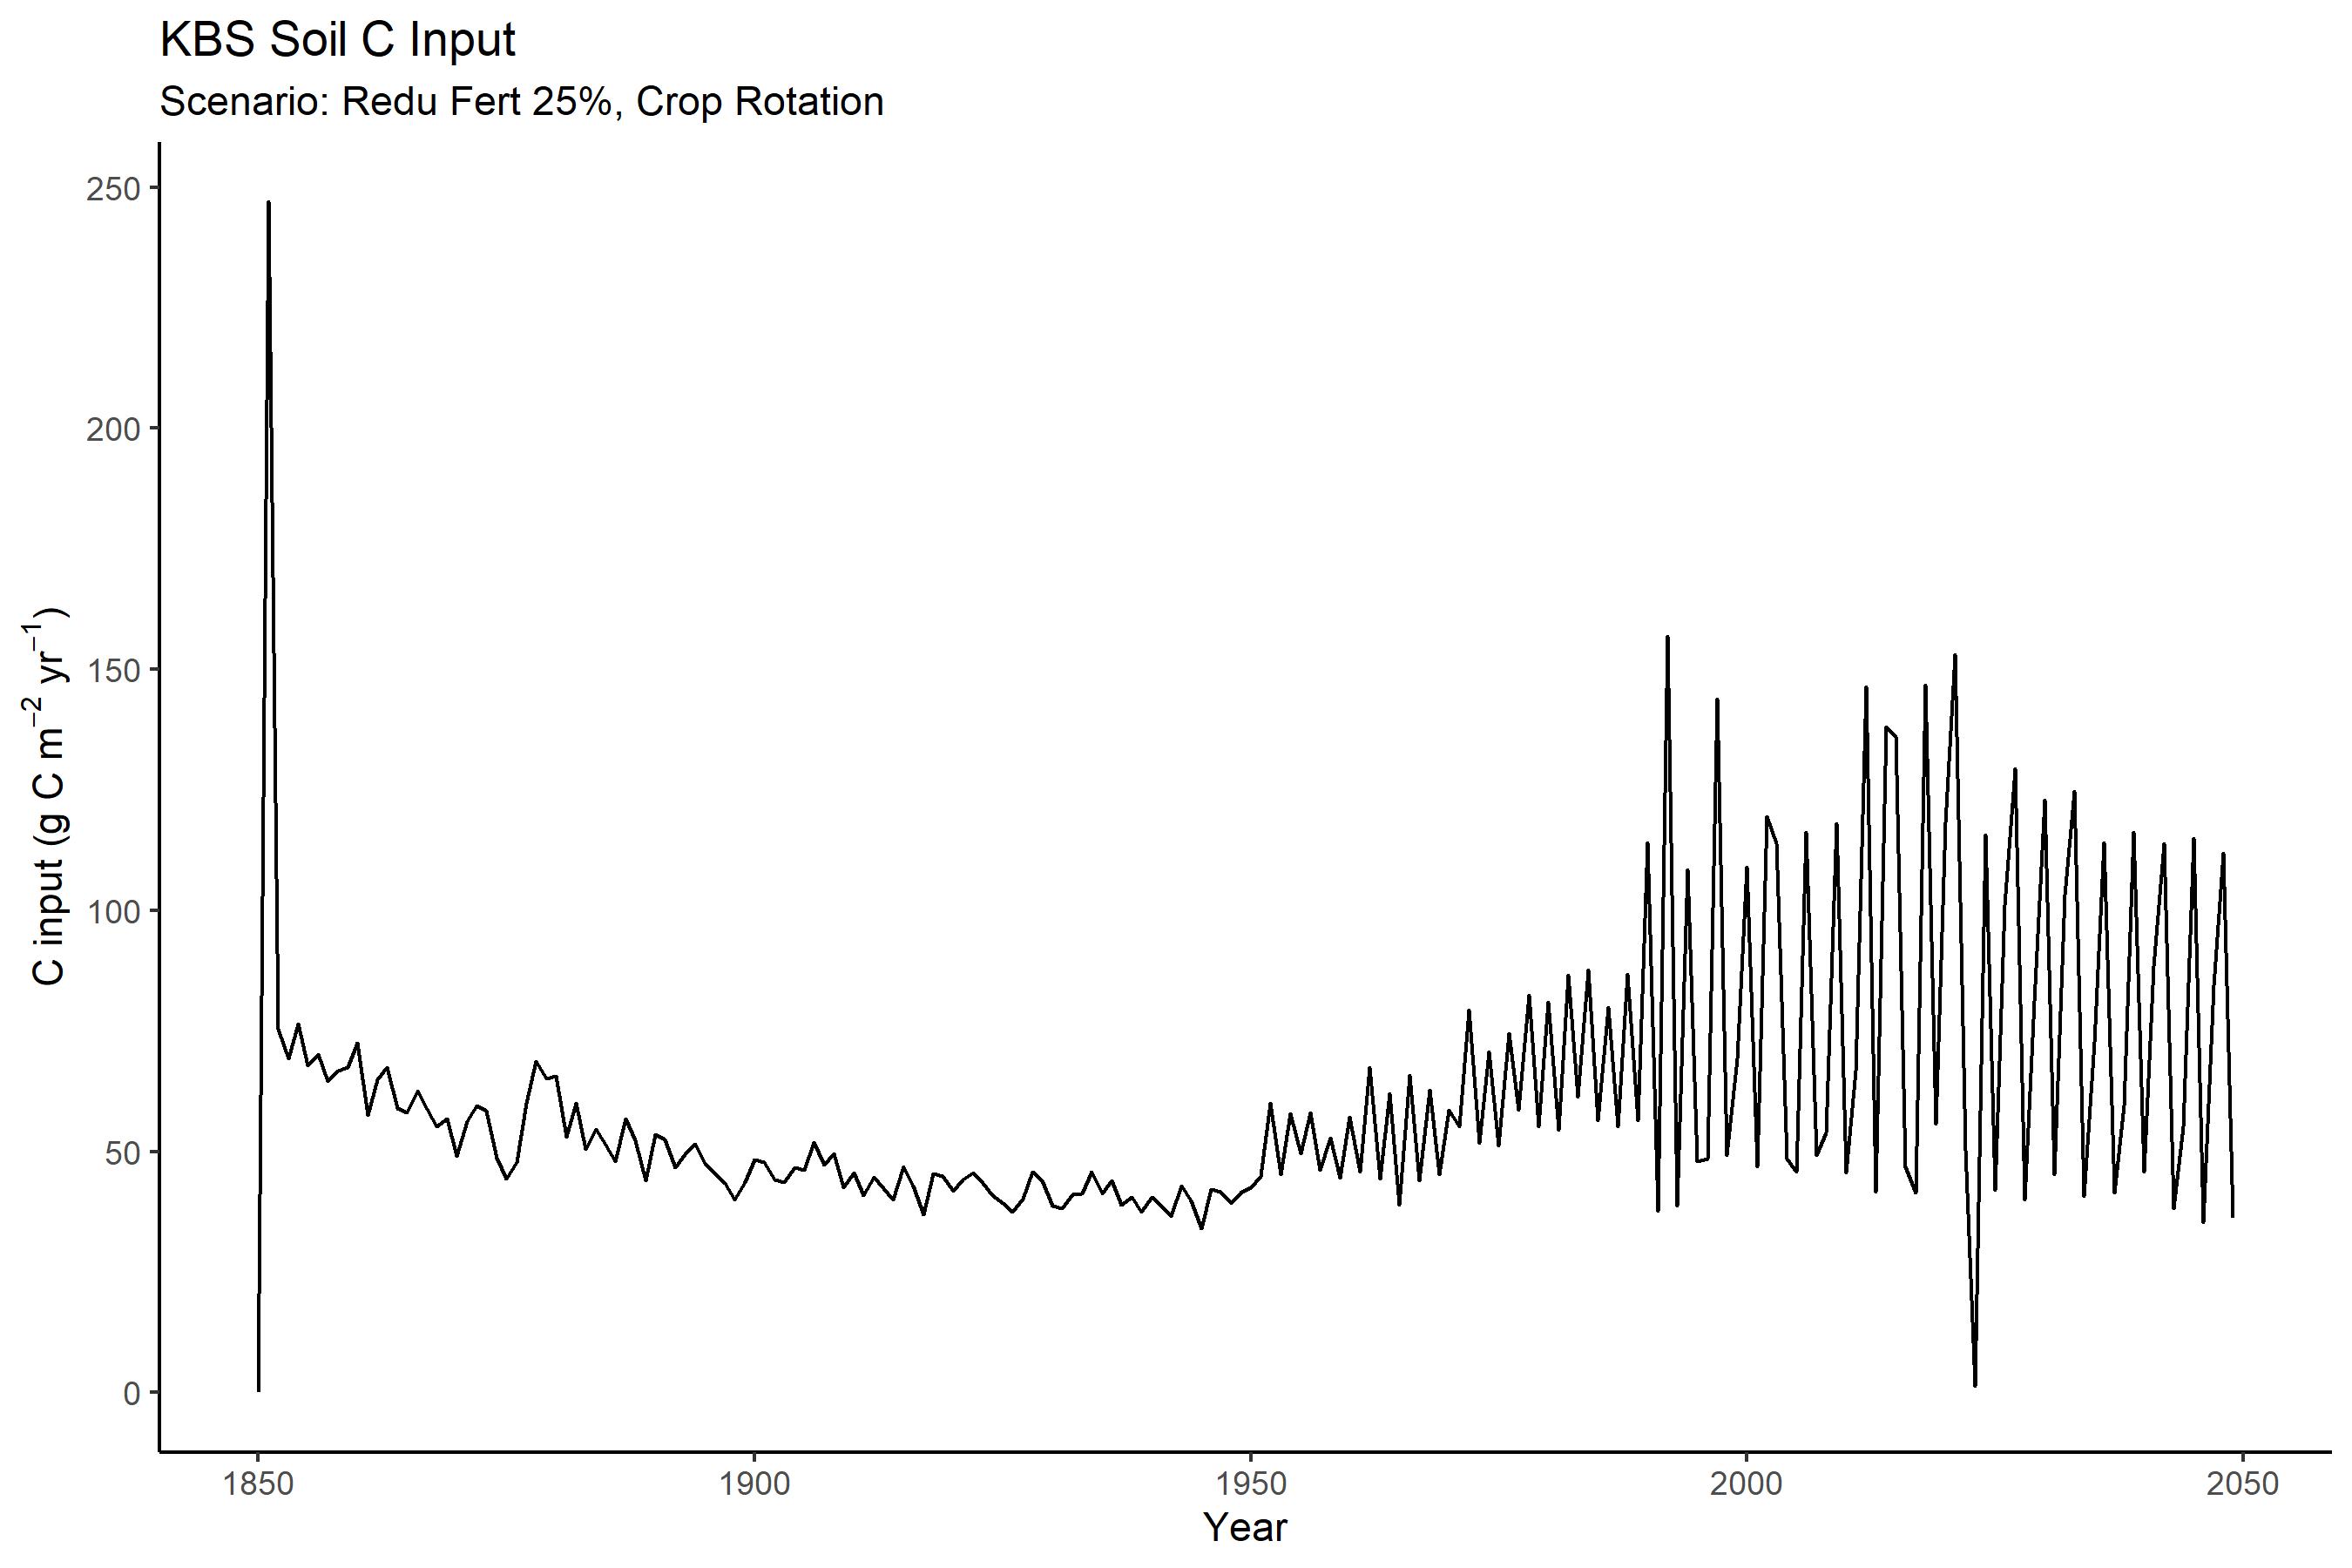 KBS Soil C Input
Scenario: Redu Fert 25%, Crop Rotation
C input (g C m⁻² yr⁻¹)
250
200
150
100
50
0
1850 1900 1950 2000 2050
Year